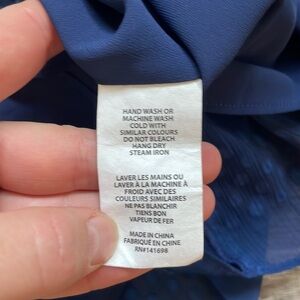 HAND WASH OR
MACHINE WASH
COLD WITH
SIMILAR COLOURS
DO NOT BLEACH
HANG DRY
STEAM IRON
LAVER LES MAINS OU
LAVER À LA MACHINE À
FROID AVEC DES
COULEURS SIMILAIRES
NE PAS BLANCHIR
TIENS BON
VAPEUR DE FER
MADE IN CHINA
FABRIQUÉ EN CHINE
RN#141698